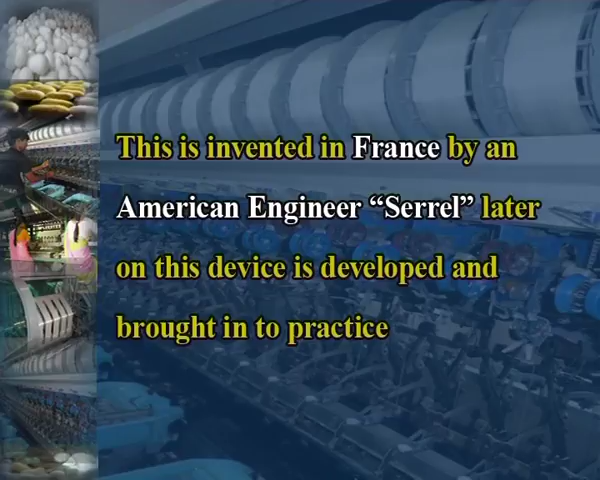 This is invented in France by an
American Engineer “Serrel” later
on this device is developed and
brought in to practice